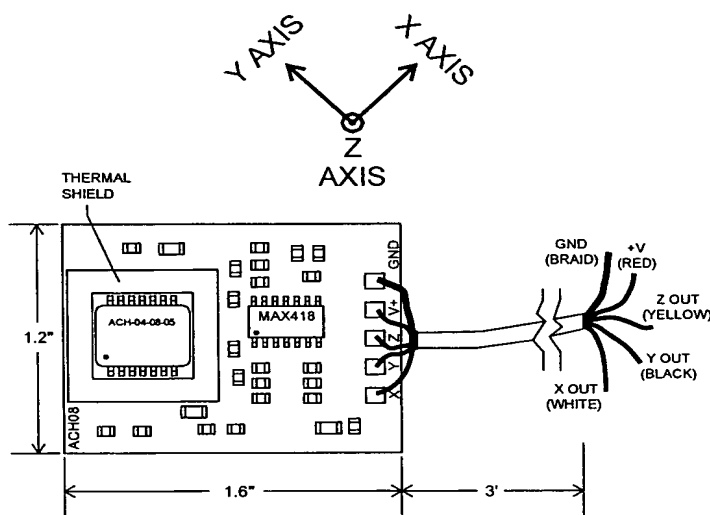 Y AXIS
X AXIS
Z
AXIS
THERMAL
SHIELD
GND
V+
Z
Y
X
ACH-04-08-05
MAX418
ACH08
1.2"
1.6"
3'
GND
(BRAID)
+V
(RED)
Z OUT
(YELLOW)
Y OUT
(BLACK)
X OUT
(WHITE)